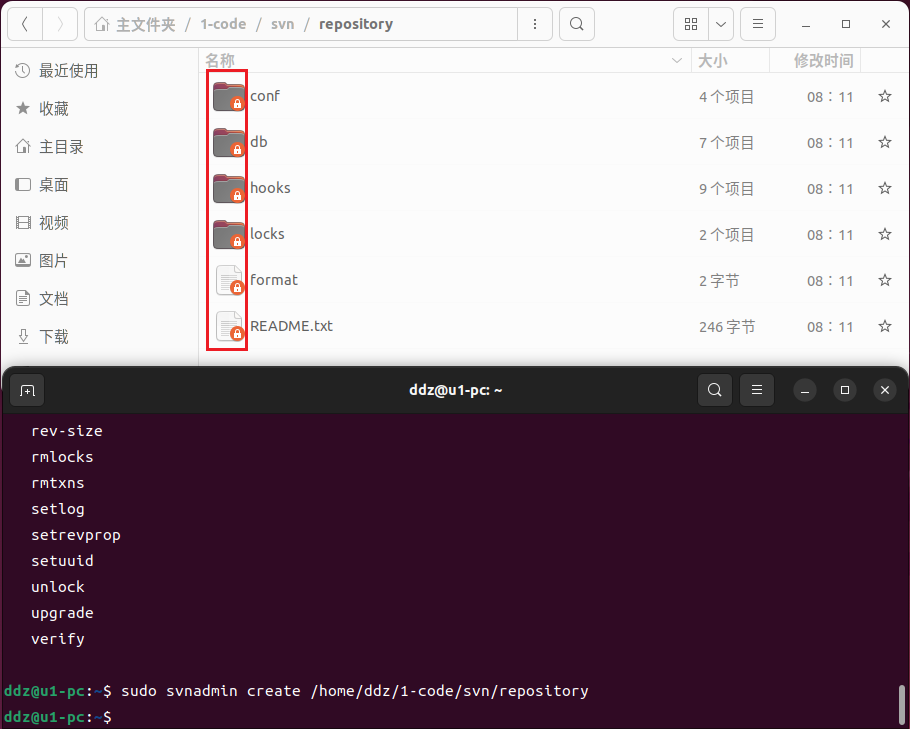 主文件夹 / 1-code / svn / repository
名称 大小 修改时间
最近使用
收藏
主目录
桌面
视频
图片
文档
下载
conf 4 个项目 08：11
db 7 个项目 08：11
hooks 9 个项目 08：11
locks 2 个项目 08：11
format 2 字节 08：11
README.txt 246 字节 08：11
ddz@u1-pc: ~
rev-size
rmlocks
rmtxns
setlog
setrevprop
setuuid
unlock
upgrade
verify
ddz@u1-pc:~$ sudo svnadmin create /home/ddz/1-code/svn/repository
ddz@u1-pc:~$